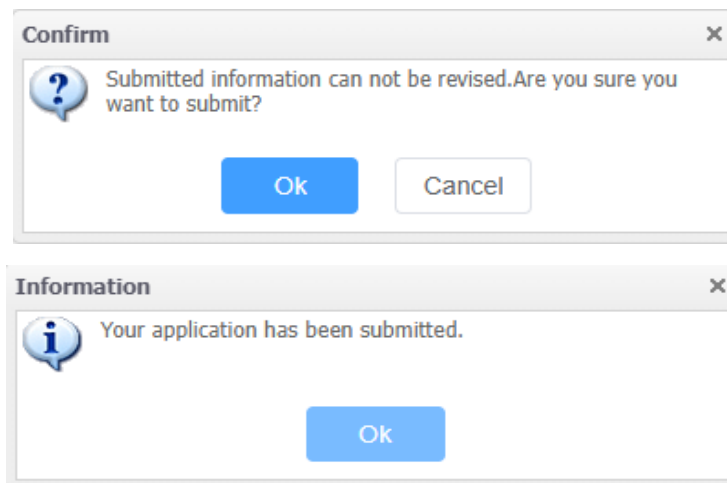 Confirm
Submitted information can not be revised.Are you sure you
want to submit?
Ok
Cancel
Information
Your application has been submitted.
Ok